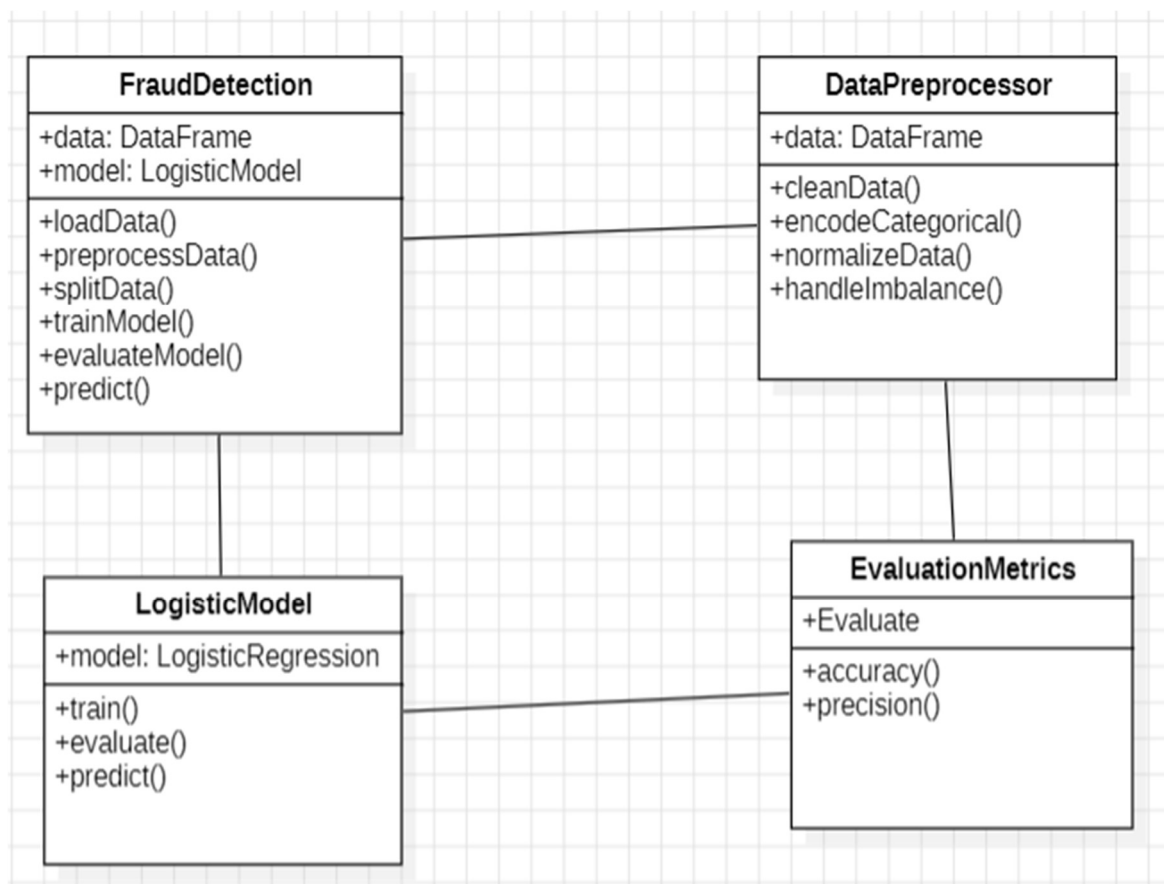 FraudDetection
+data: DataFrame
+model: LogisticModel
+loadData()
+preprocessData()
+splitData()
+trainModel()
+evaluateModel()
+predict()
DataPreprocessor
+data: DataFrame
+cleanData()
+encodeCategorical()
+normalizeData()
+handleImbalance()
LogisticModel
+model: LogisticRegression
+train()
+evaluate()
+predict()
EvaluationMetrics
+Evaluate
+accuracy()
+precision()